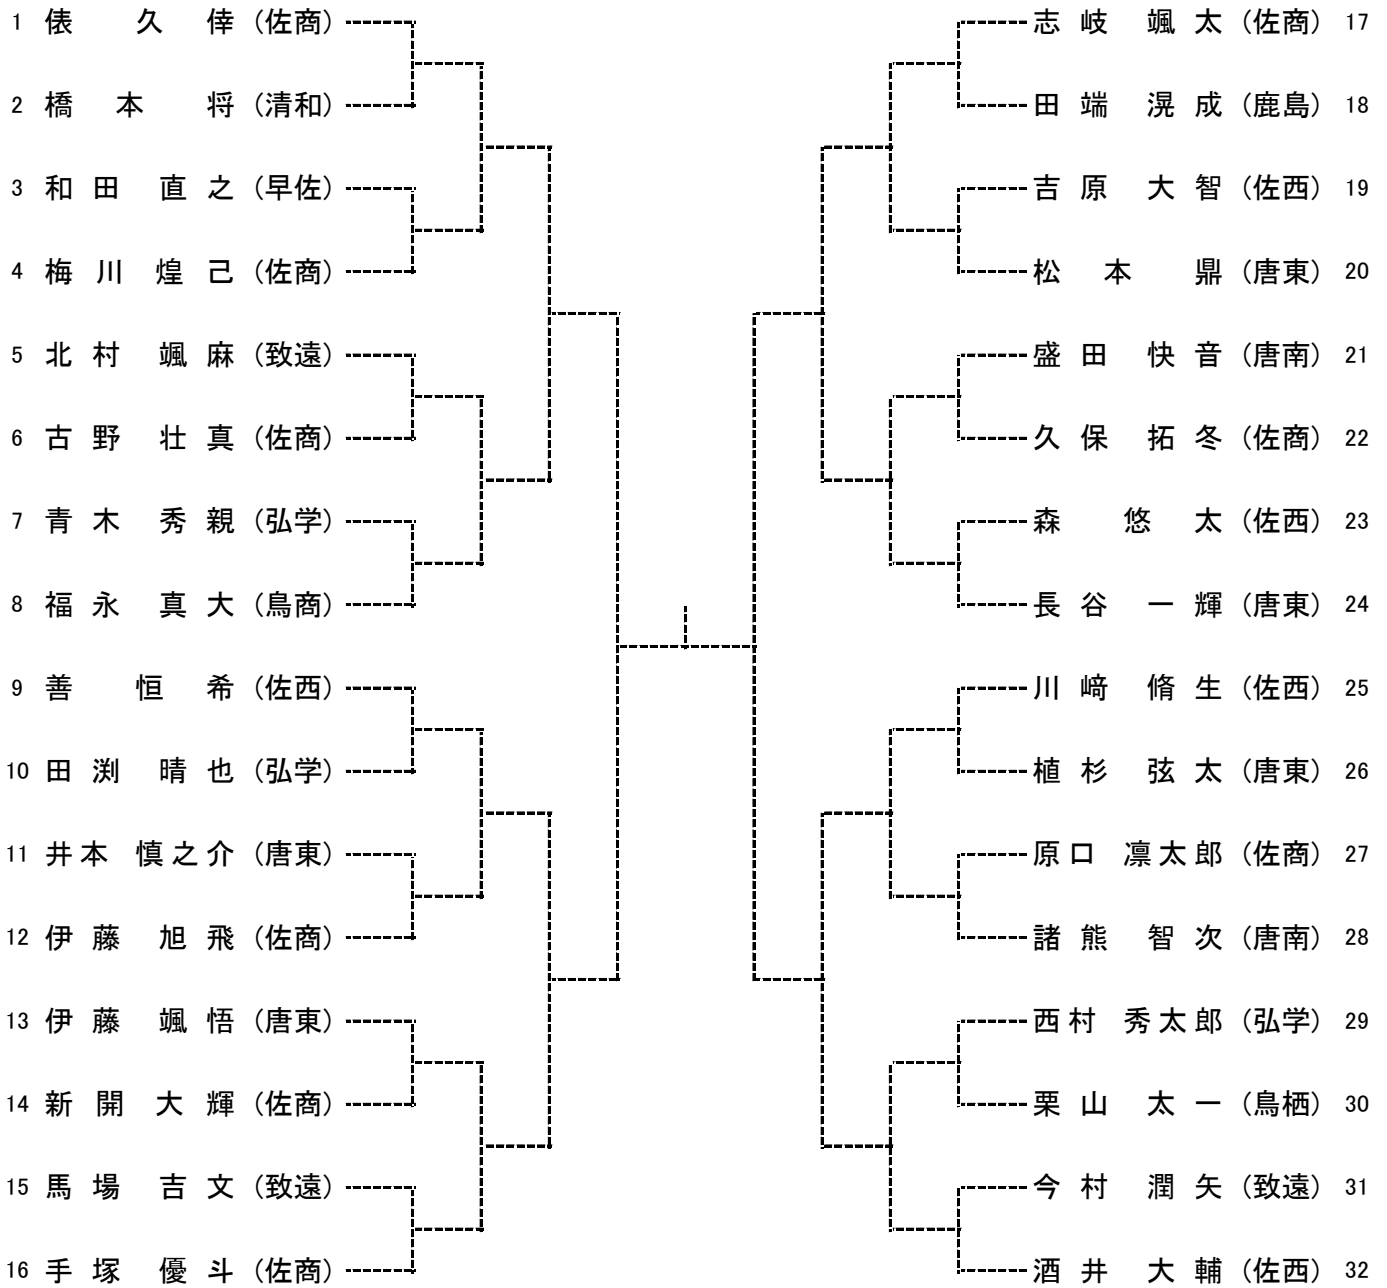 1 俵 久 倖 (佐商)
2 橋 本 将 (清和)
3 和 田 直 之 (早佐)
4 梅 川 煌 己 (佐商)
5 北 村 颯 麻 (致遠)
6 古 野 壮 真 (佐商)
7 青 木 秀 親 (弘学)
8 福 永 真 大 (鳥商)
9 善 恒 希 (佐西)
10 田 渕 晴 也 (弘学)
11 井 本 慎 之 介 (唐東)
12 伊 藤 旭 飛 (佐商)
13 伊 藤 颯 悟 (唐東)
14 新 開 大 輝 (佐商)
15 馬 場 吉 文 (致遠)
16 手 塚 優 斗 (佐商)
志 岐 颯 太 (佐商) 17
田 端 滉 成 (鹿島) 18
吉 原 大 智 (佐西) 19
松 本 鼎 (唐東) 20
盛 田 快 音 (唐南) 21
久 保 拓 冬 (佐商) 22
森 悠 太 (佐西) 23
長 谷 一 輝 (唐東) 24
川 﨑 脩 生 (佐西) 25
植 杉 弦 太 (唐東) 26
原 口 凛 太 郎 (佐商) 27
諸 熊 智 次 (唐南) 28
西 村 秀 太 郎 (弘学) 29
栗 山 太 一 (鳥栖) 30
今 村 潤 矢 (致遠) 31
酒 井 大 輔 (佐西) 32